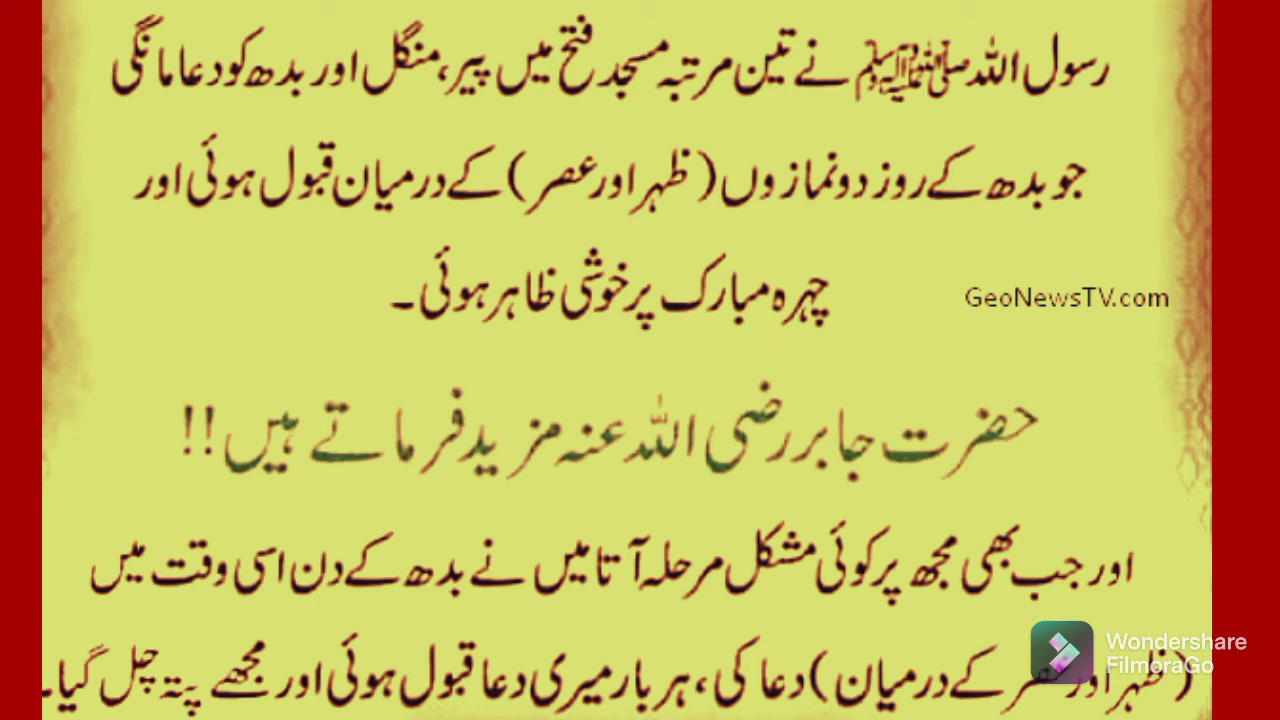 رسول اللہ ﷺ نے تین مرتبہ مسجد فتح میں پیر، منگل اور بدھ کو دعا مانگی
جو بدھ کے روز دو نمازوں (ظہر اور عصر) کے درمیان قبول ہوئی اور
چہرہ مبارک پر خوشی ظاہر ہوئی۔
GeoNewsTV.com
حضرت جابر رضی اللہ عنہ مزید فرماتے ہیں!!
اور جب بھی مجھ پر کوئی مشکل مرحلہ آتا میں نے بدھ کے دن اسی وقت میں
(ظہر اور عصر کے درمیان) دعا کی، ہر بار میری دعا قبول ہوئی اور مجھے پتہ چل گیا۔
Wondershare
FilmoraGo